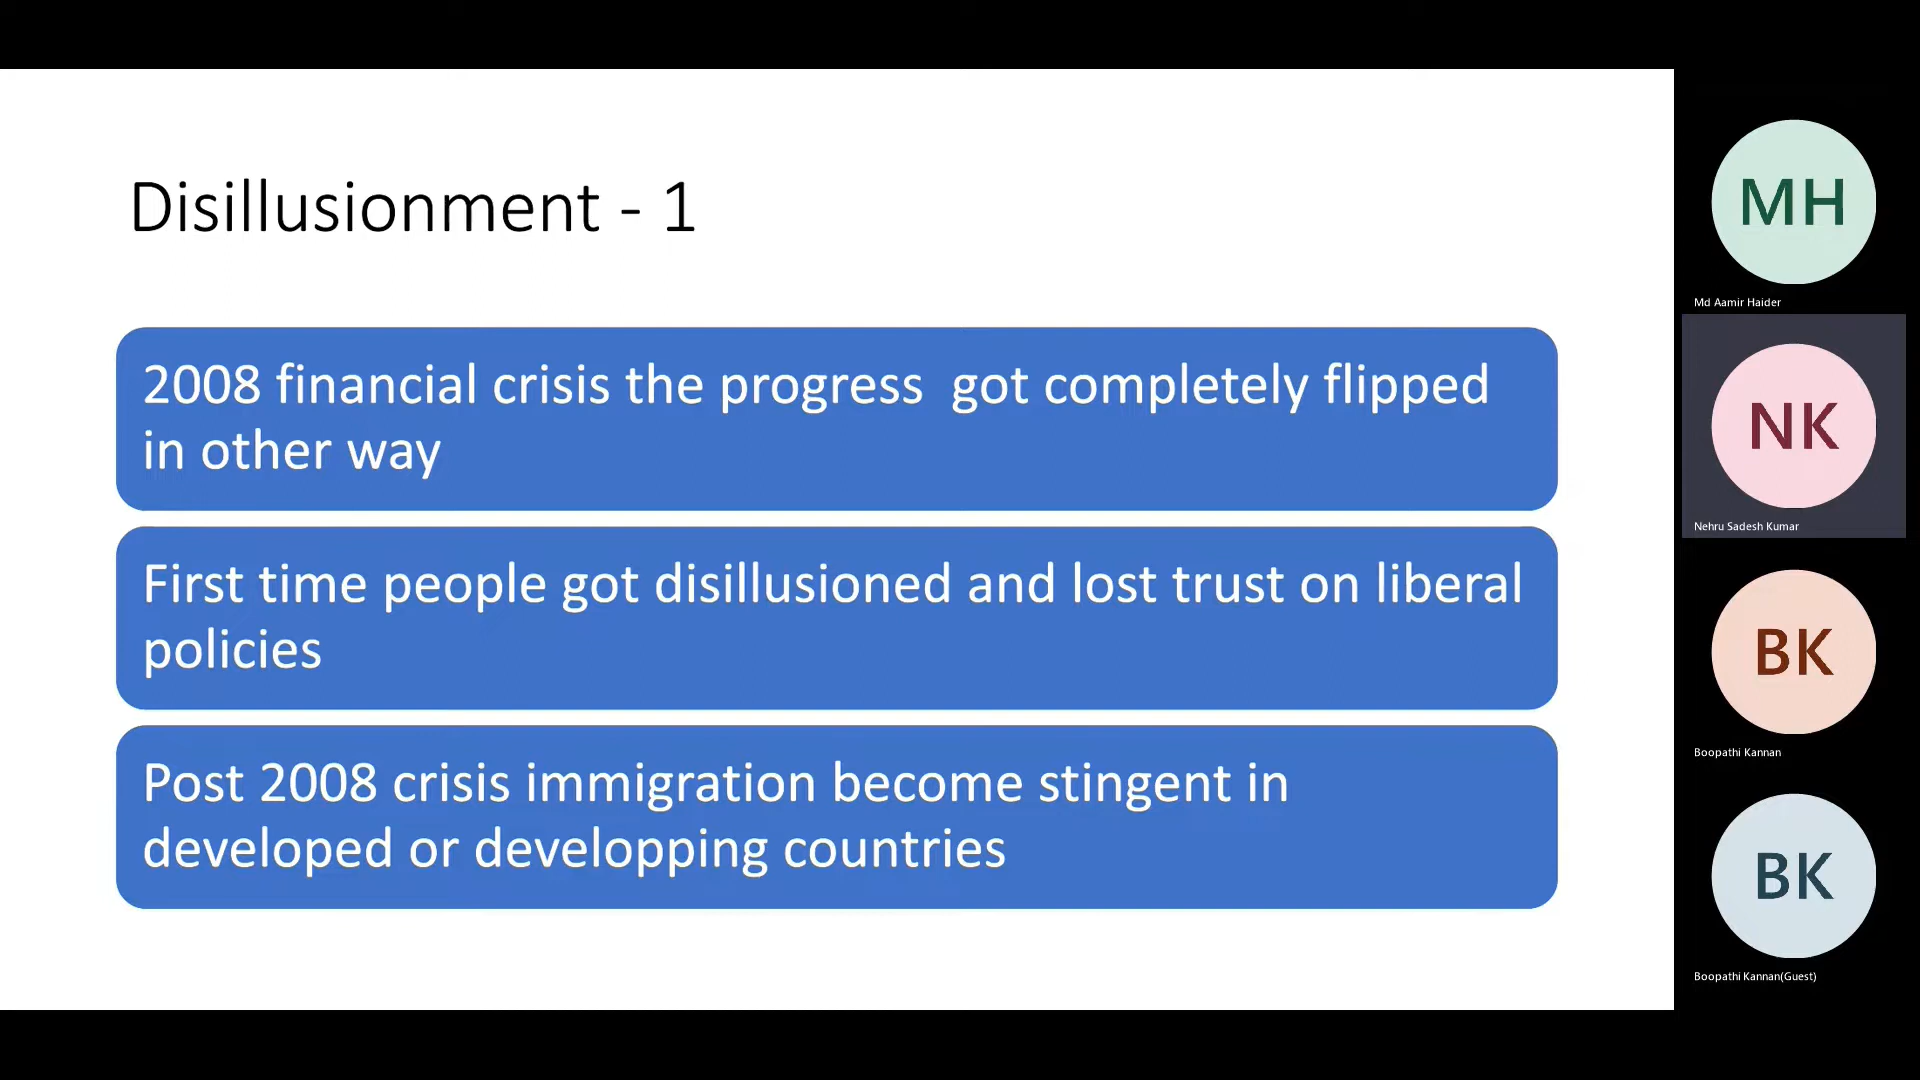 Disillusionment - 1
2008 financial crisis the progress  got completely flipped
in other way
First time people got disillusioned and lost trust on liberal
policies
Post 2008 crisis immigration become stingent in
developed or developping countries
MH
Md Aamir Haider
NK
Nehru Sadesh Kumar
BK
Boopathi Kannan
BK
Boopathi Kannan(Guest)